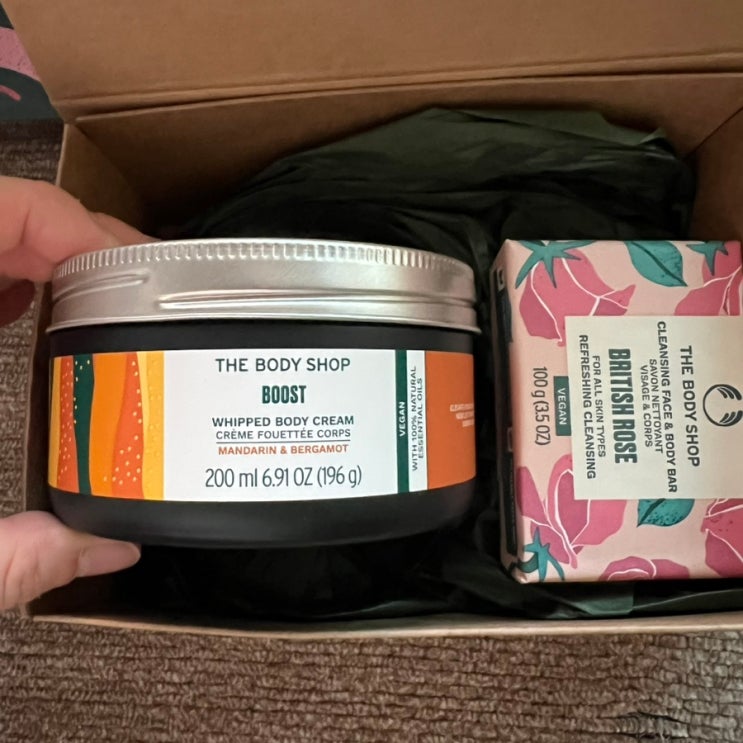 THE BODY SHOP
BOOST
WHIPPED BODY CREAM
CRÈME FOUETTÉE CORPS
MANDARIN & BERGAMOT
200 ml 6.91 OZ (196 g)
VEGAN
WITH 100% NATURAL
ESSENTIAL OILS
THE BODY SHOP
CLEANSING FACE & BODY BAR
SAVON NETTOYANT
VISAGE & CORPS
BRITISH ROSE
FOR ALL SKIN TYPES
REFRESHING CLEANSING
VEGAN
100 g (3.5 OZ)